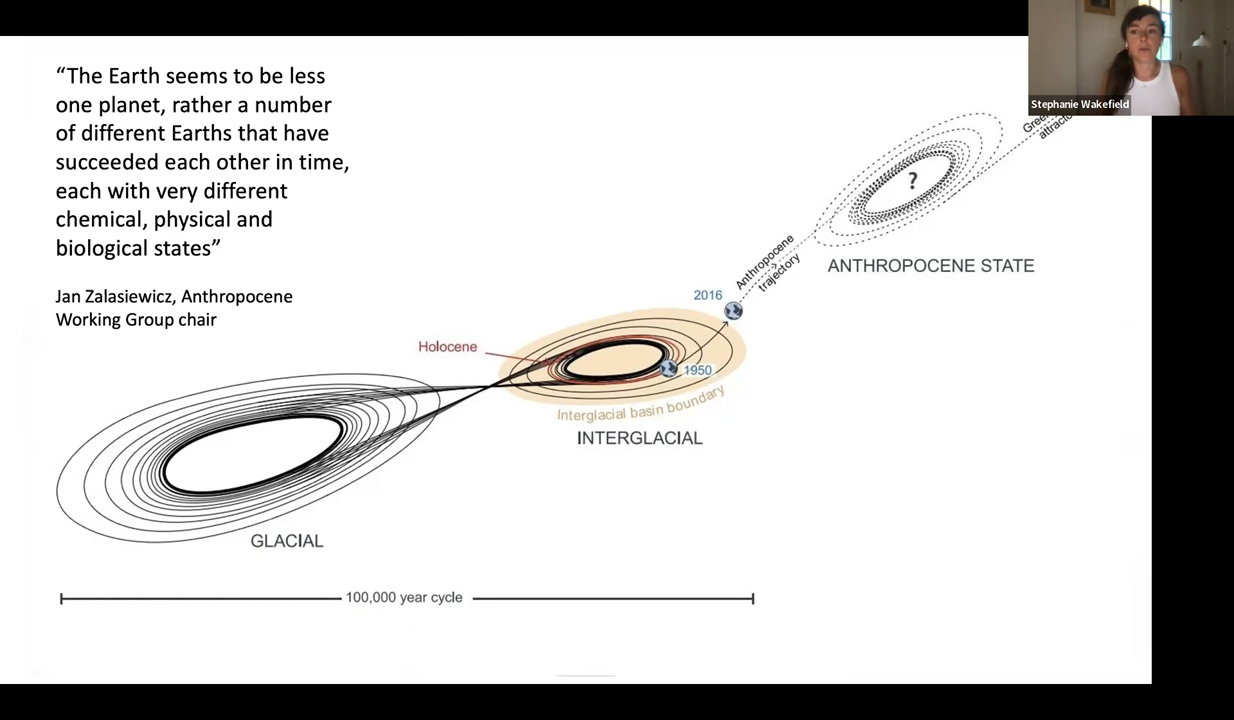 “The Earth seems to be less
one planet, rather a number
of different Earths that have
succeeded each other in time,
each with very different
chemical, physical and
biological states”
Jan Zalasiewicz, Anthropocene
Working Group chair
Stephanie Wakefield
?
ANTHROPOCENE STATE
Anthropocene
trajectory
2016
Holocene
1950
Interglacial basin boundary
INTERGLACIAL
GLACIAL
100,000 year cycle